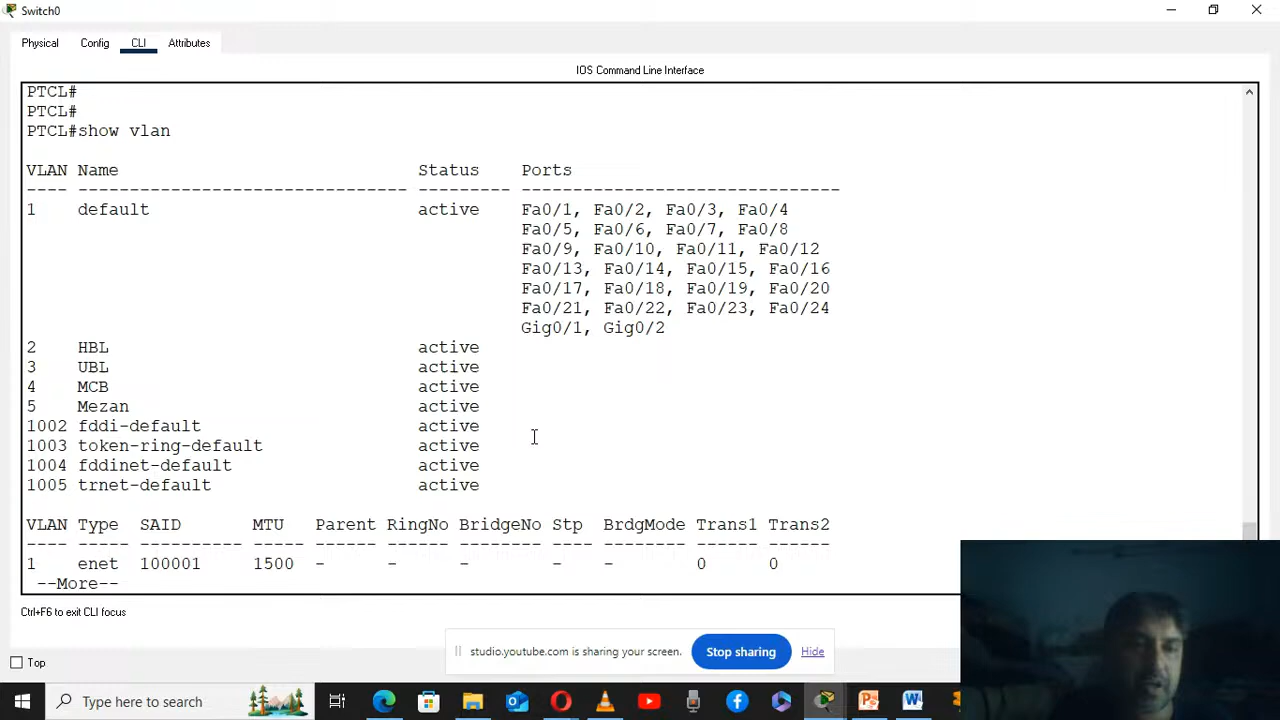 Switch0
Physical Config CLI Attributes
IOS Command Line Interface
PTCL#
PTCL#
PTCL#show vlan
VLAN Name Status Ports
---- -------------------------------- --------- -------------------------------
1 default active Fa0/1, Fa0/2, Fa0/3, Fa0/4
Fa0/5, Fa0/6, Fa0/7, Fa0/8
Fa0/9, Fa0/10, Fa0/11, Fa0/12
Fa0/13, Fa0/14, Fa0/15, Fa0/16
Fa0/17, Fa0/18, Fa0/19, Fa0/20
Fa0/21, Fa0/22, Fa0/23, Fa0/24
Gig0/1, Gig0/2
2 HBL active
3 UBL active
4 MCB active
5 Mezan active
1002 fddi-default active
1003 token-ring-default active
1004 fddinet-default active
1005 trnet-default active
VLAN Type SAID MTU Parent RingNo BridgeNo Stp BrdgMode Trans1 Trans2
---- ----- ---------- ----- ------ ------ -------- ---- -------- ------ ------
1 enet 100001 1500 - - - - - 0 0
--More--
Ctrl+F6 to exit CLI focus
studio.youtube.com is sharing your screen. Stop sharing Hide
Top
Type here to search